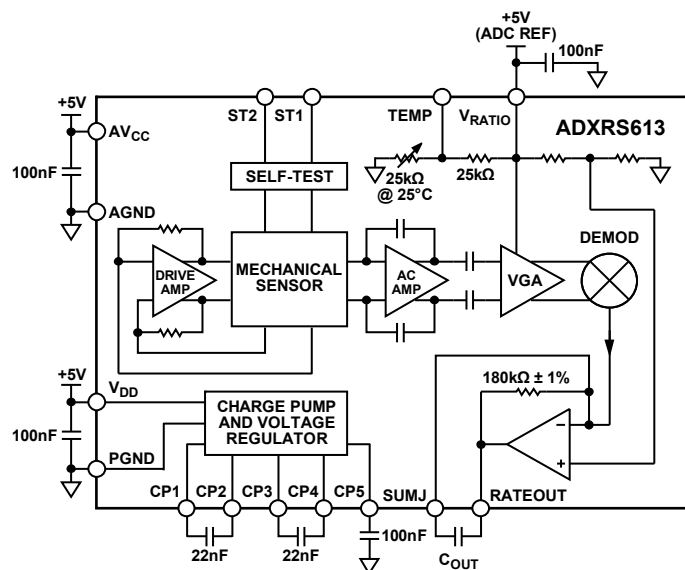 +5V
(ADC REF)
100nF
+5V
ST2
ST1
TEMP
VRATIO
ADXRS613
AVCC
100nF
25kΩ
@ 25°C
25kΩ
SELF-TEST
AGND
DEMOD
DRIVE
AMP
MECHANICAL
SENSOR
AC
AMP
VGA
+5V
VDD
180kΩ ± 1%
CHARGE PUMP
AND VOLTAGE
REGULATOR
100nF
–
+
PGND
CP1
CP2
CP3
CP4
CP5
SUMJ
RATEOUT
22nF
22nF
100nF
COUT